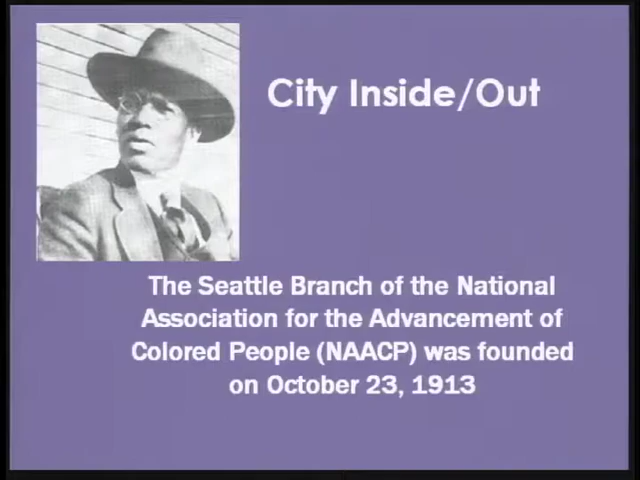 City Inside/Out
The Seattle Branch of the National
Association for the Advancement of
Colored People (NAACP) was founded
on October 23, 1913